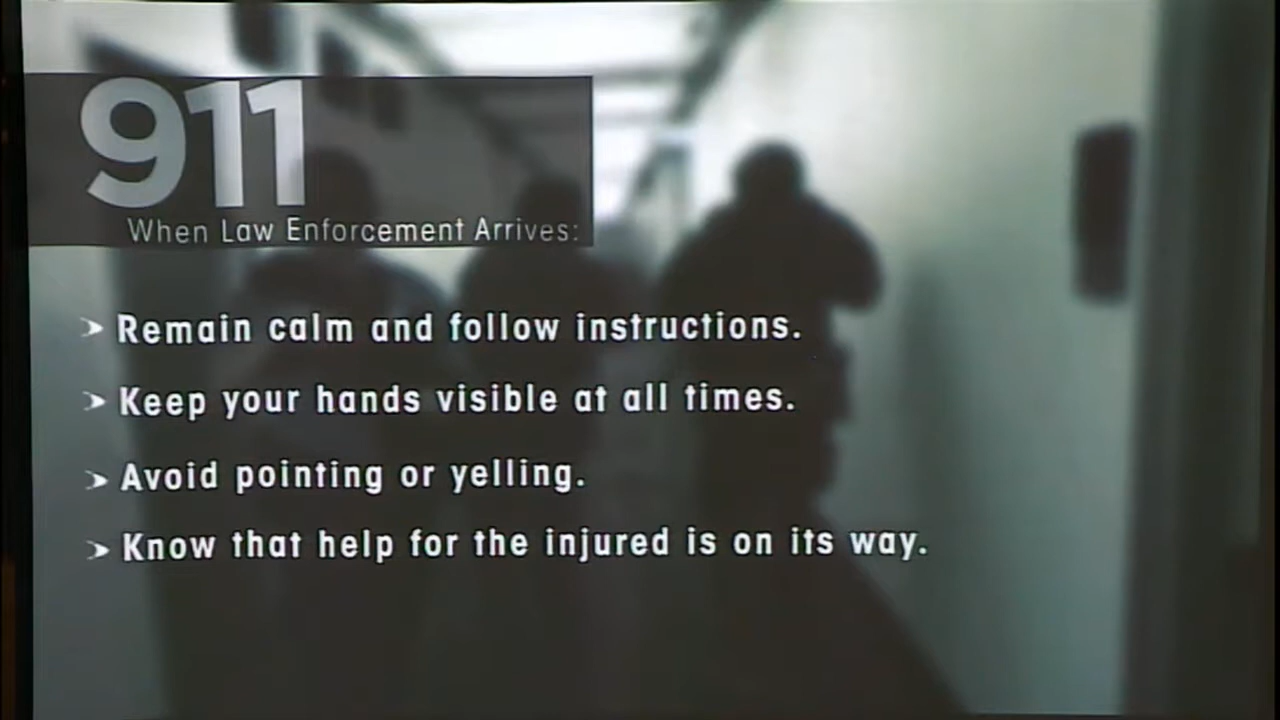 911
When Law Enforcement Arrives:
Remain calm and follow instructions.
Keep your hands visible at all times.
Avoid pointing or yelling.
Know that help for the injured is on its way.